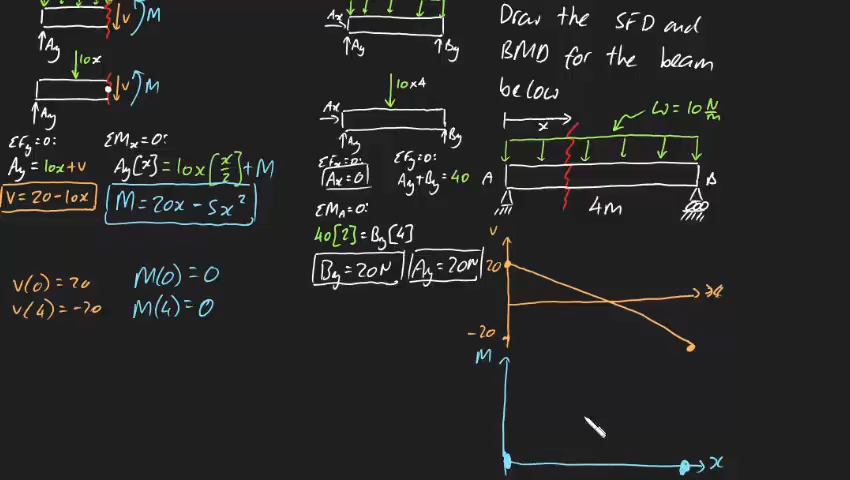 V M
Ay
10x
V M
Ay
ΣFy=0:
Ay = 10x+V
V = 20-10x
ΣMx=0:
Ay[x] = 10x[x/2] + M
M = 20x - 5x²
V(0) = 20
V(4) = -20
M(0) = 0
M(4) = 0
Ax
Ay By
10x4
Ax
Ay By
ΣFx=0:
Ax=0
ΣFy=0:
Ay+By=40
ΣMA=0:
40[2] = By[4]
By = 20N Ay = 20N
Draw the SFD and
BMD for the beam
below
x
ω = 10 N/m
A B
4M
V
20
x
-20
M
x